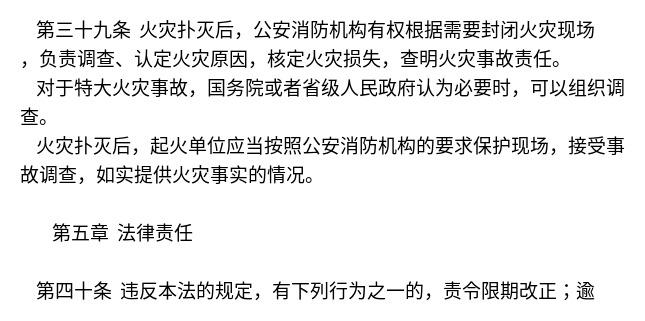 第三十九条 火灾扑灭后，公安消防机构有权根据需要封闭火灾现场
，负责调查、认定火灾原因，核定火灾损失，查明火灾事故责任。
对于特大火灾事故，国务院或者省级人民政府认为必要时，可以组织调
查。
火灾扑灭后，起火单位应当按照公安消防机构的要求保护现场，接受事
故调查，如实提供火灾事实的情况。
第五章 法律责任
第四十条 违反本法的规定，有下列行为之一的，责令限期改正；逾